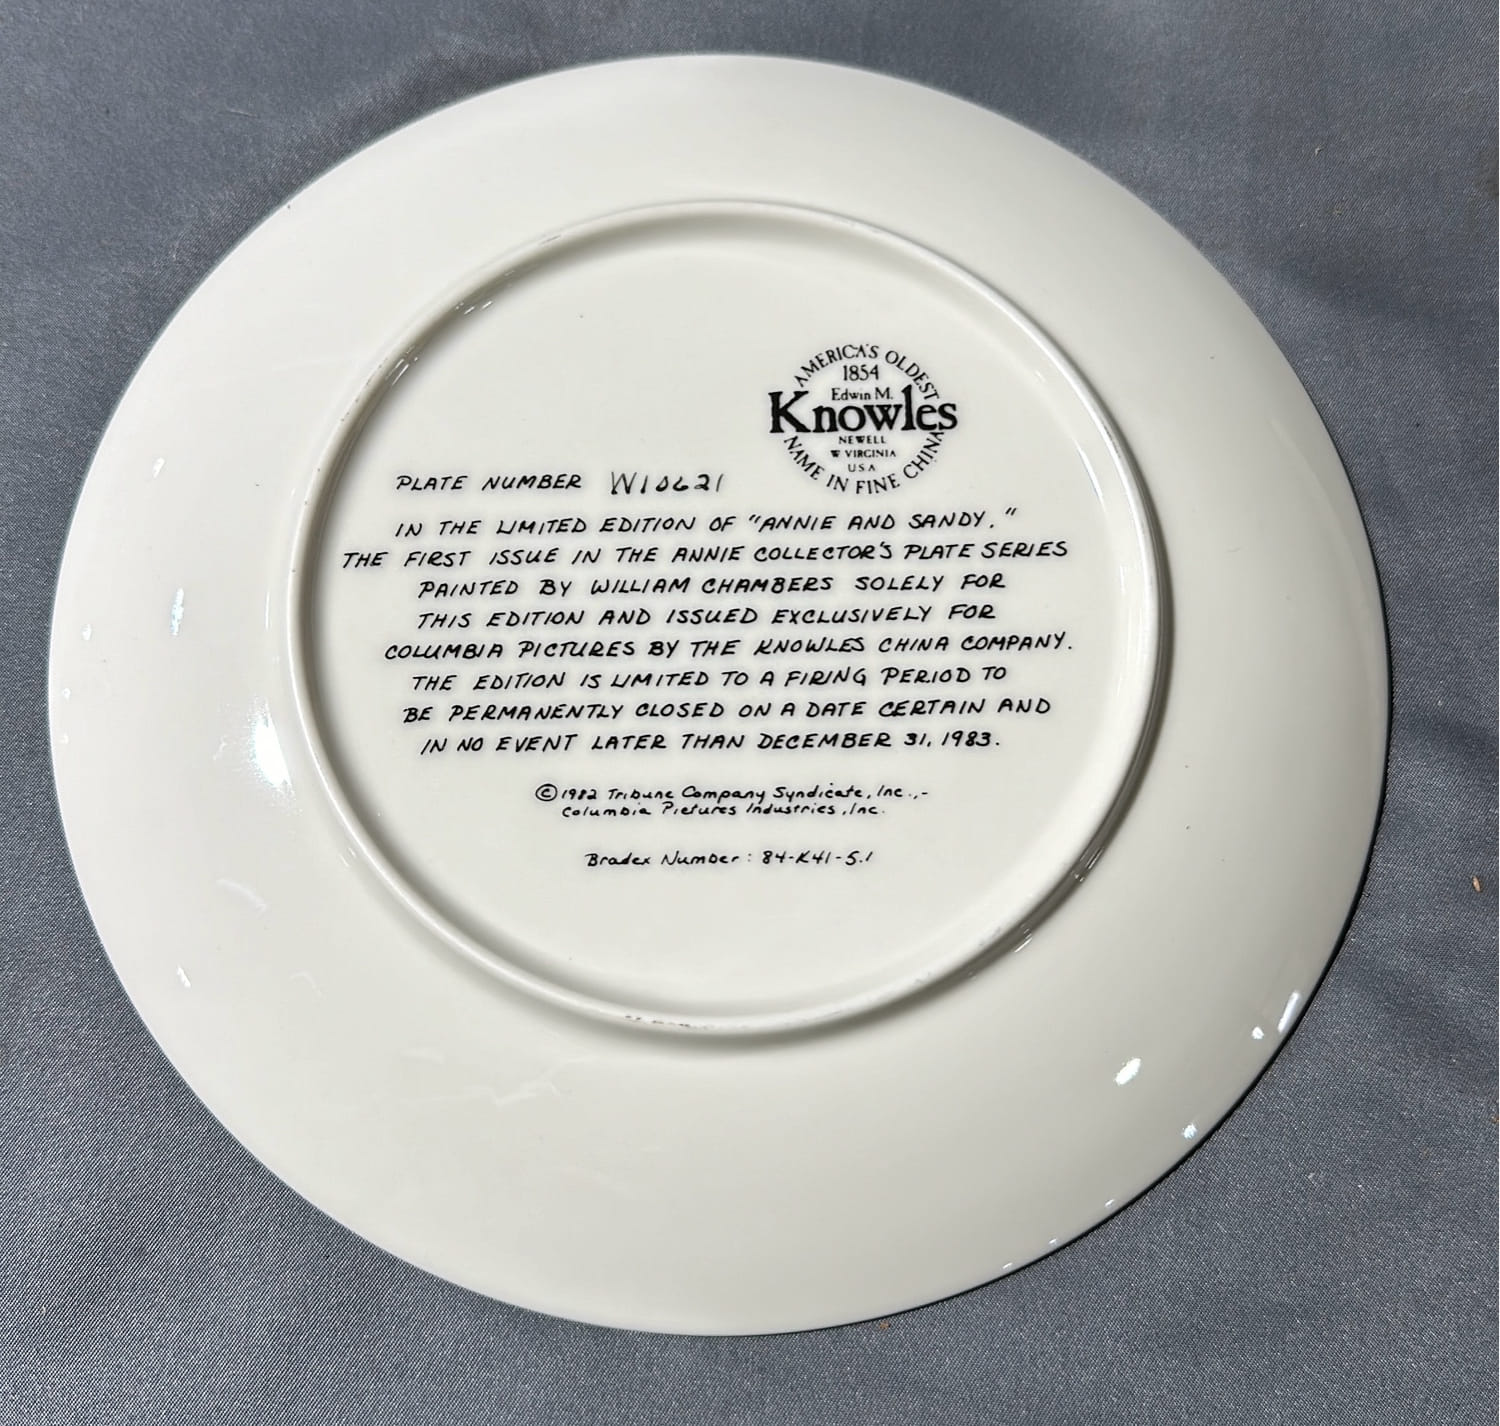 AMERICA'S OLDEST
1854
Edwin M.
Knowles
NEWELL
W VIRGINIA
USA
NAME IN FINE CHINA
PLATE NUMBER W10621
IN THE LIMITED EDITION OF "ANNIE AND SANDY."
THE FIRST ISSUE IN THE ANNIE COLLECTOR'S PLATE SERIES
PAINTED BY WILLIAM CHAMBERS SOLELY FOR
THIS EDITION AND ISSUED EXCLUSIVELY FOR
COLUMBIA PICTURES BY THE KNOWLES CHINA COMPANY.
THE EDITION IS LIMITED TO A FIRING PERIOD TO
BE PERMANENTLY CLOSED ON A DATE CERTAIN AND
IN NO EVENT LATER THAN DECEMBER 31, 1983.
©1982 Tribune Company Syndicate, Inc.,-
Columbia Pictures Industries, Inc.
Bradex Number: 84-K41-5.1